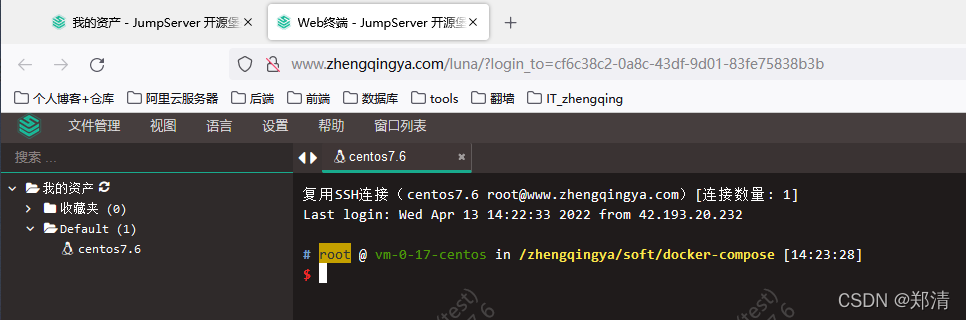 我的资产 - JumpServer 开源堡
Web终端 - JumpServer 开源堡
www.zhengqingya.com/luna/?login_to=cf6c38c2-0a8c-43df-9d01-83fe75838b3b
个人博客+仓库 阿里云服务器 后端 前端 数据库 tools 翻墙 IT_zhengqing
文件管理 视图 语言 设置 帮助 窗口列表
搜索 ...
centos7.6
我的资产
收藏夹 (0)
Default (1)
centos7.6
复用SSH连接（centos7.6 root@www.zhengqingya.com）[连接数量: 1]
Last login: Wed Apr 13 14:22:33 2022 from 42.193.20.232
# root @ vm-0-17-centos in /zhengqingya/soft/docker-compose [14:23:28]
$
CSDN @郑清